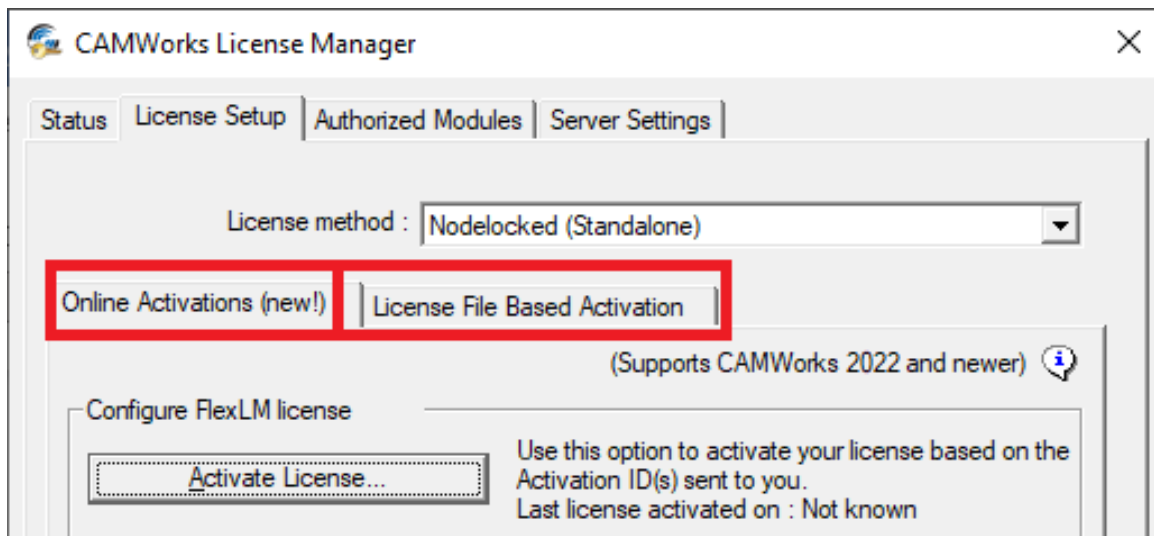 CAMWorks License Manager
Status License Setup Authorized Modules Server Settings
License method : Nodelocked (Standalone)
Online Activations (new!) License File Based Activation
(Supports CAMWorks 2022 and newer)
Configure FlexLM license
Activate License...
Use this option to activate your license based on the
Activation ID(s) sent to you.
Last license activated on : Not known